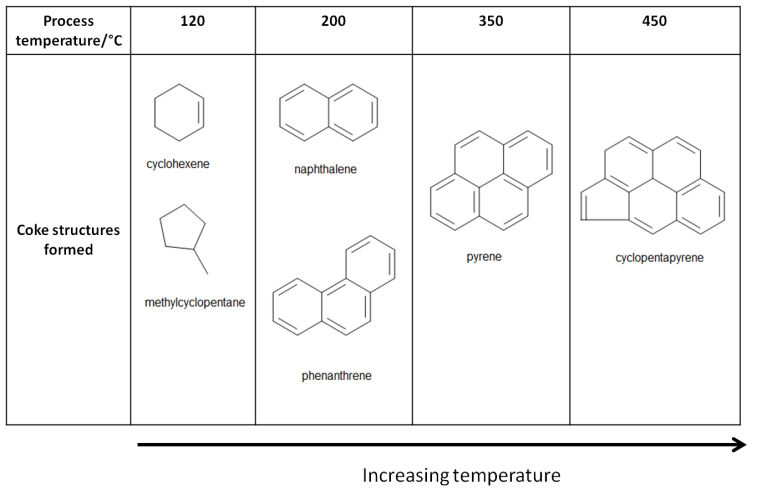 Process temperature/°C
120
200
350
450
Coke structures formed
cyclohexene
methylcyclopentane
naphthalene
phenanthrene
pyrene
cyclopentapyrene
Increasing temperature